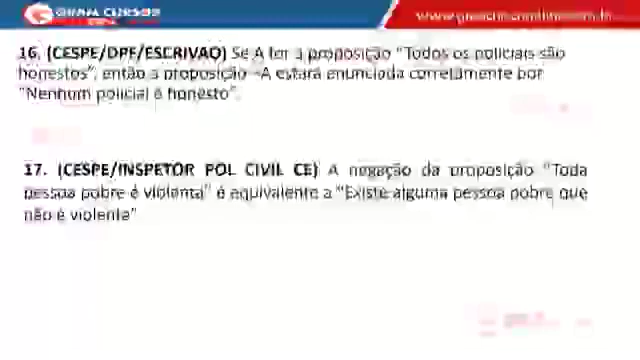 GRAN CURSOS
16. (CESPE/DPF/ESCRIVÃO) Se A for a proposição "Todos os policiais são
honestos", então a proposição ¬A estará enunciada corretamente por
"Nenhum policial é honesto".
17. (CESPE/INSPETOR POL CIVIL CE) A negação da proposição "Toda
pessoa pobre é violenta" é equivalente a "Existe alguma pessoa pobre que
não é violenta"